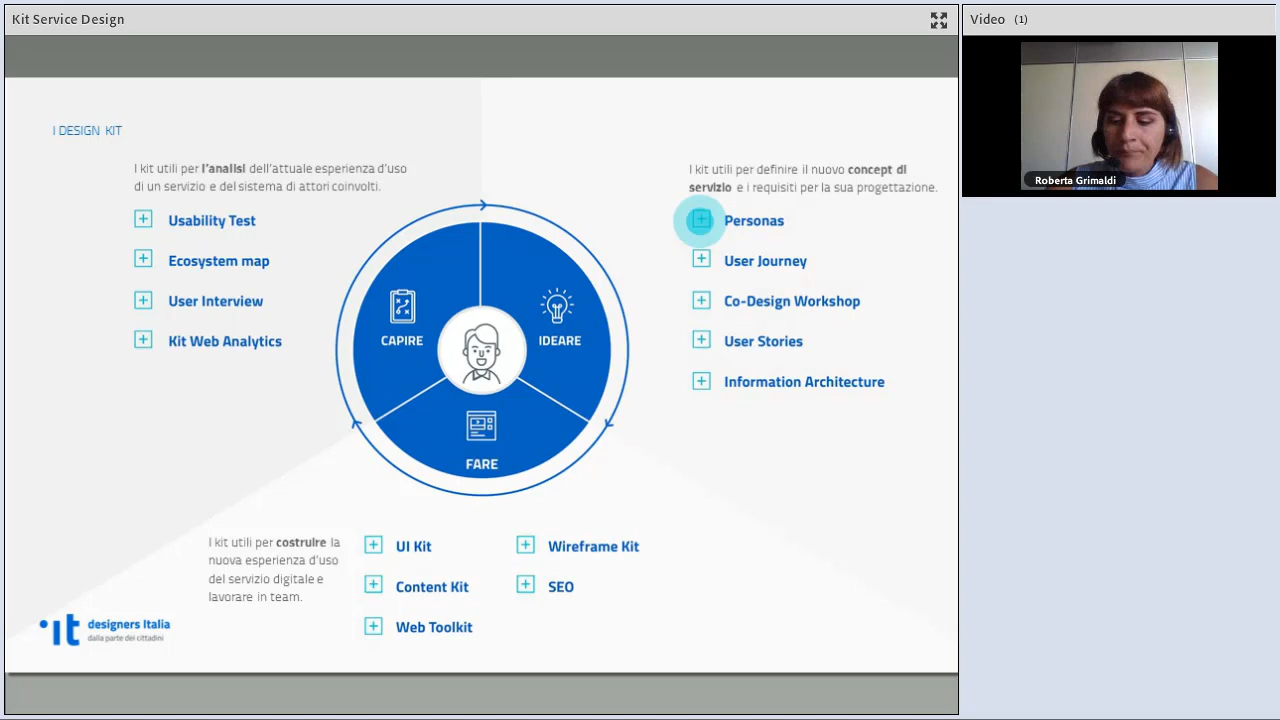 Kit Service Design
Video (1)
Roberta Grimaldi
I DESIGN KIT
I kit utili per l'analisi dell'attuale esperienza d'uso
di un servizio e del sistema di attori coinvolti.
Usability Test
Ecosystem map
User Interview
Kit Web Analytics
I kit utili per definire il nuovo concept di
servizio e i requisiti per la sua progettazione.
Personas
User Journey
Co-Design Workshop
User Stories
Information Architecture
CAPIRE
IDEARE
FARE
I kit utili per costruire la
nuova esperienza d'uso
del servizio digitale e
lavorare in team.
UI Kit
Content Kit
Web Toolkit
Wireframe Kit
SEO
it designers Italia
dalla parte dei cittadini